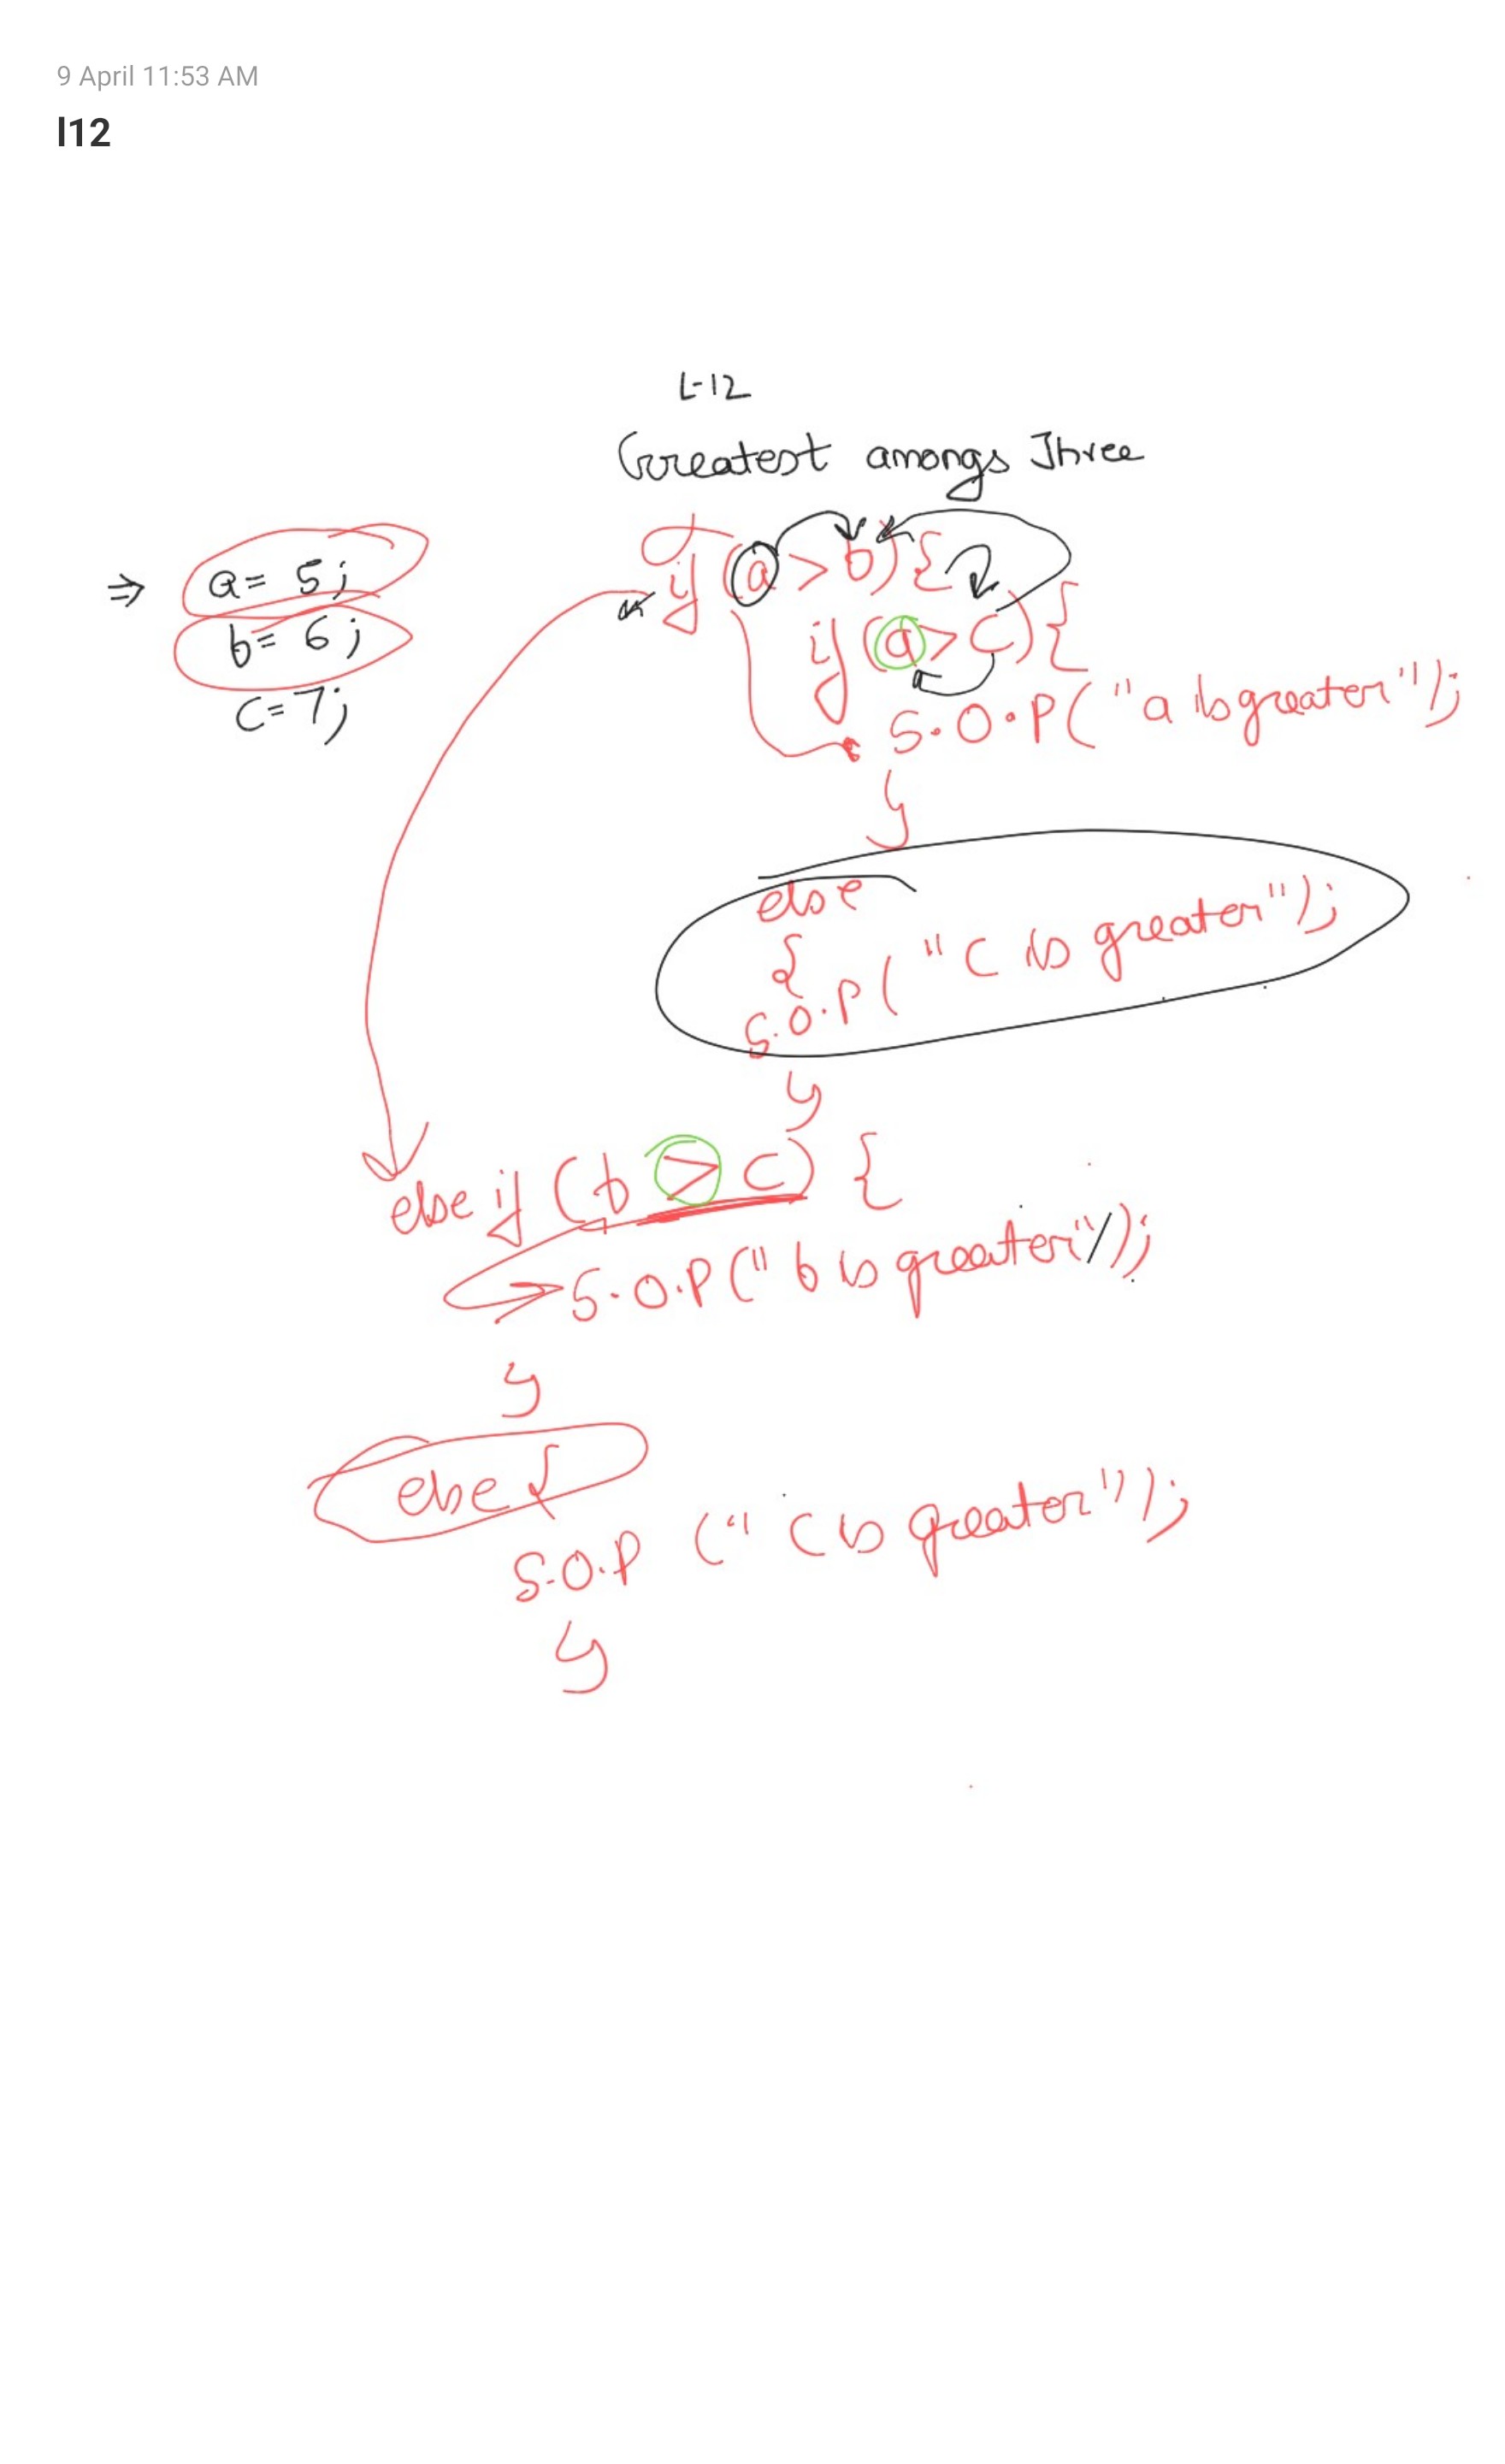 9 April 11:53 AM
l12
L-12
Greatest amongs Three
⇒ a = 5;
b = 6;
c = 7;
if (a > b) {
if (a > c) {
S.O.P("a is greater");
}
else
{
S.O.P("C is greater");
}
else if (b > c) {
S.O.P("b is greater");
}
else {
S.O.P ("C is greater");
}